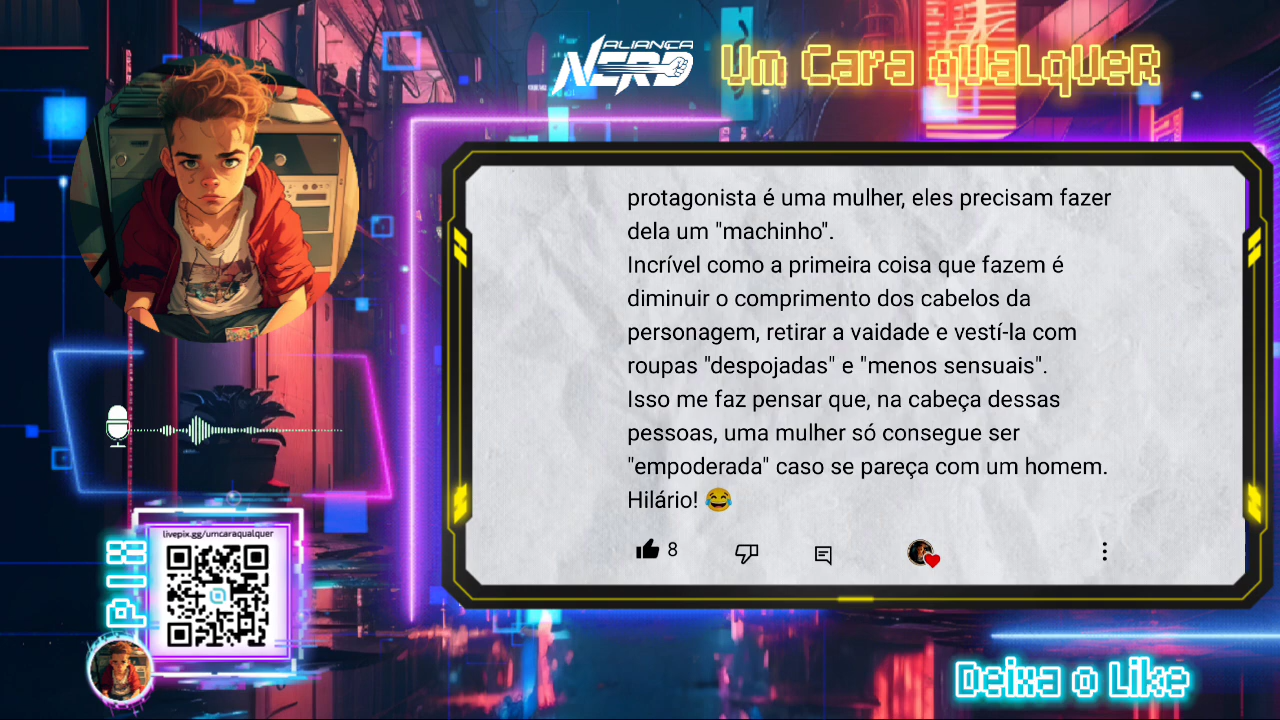 ALIANÇA
NERD
Um Cara qUaLqUeR
protagonista é uma mulher, eles precisam fazer
dela um "machinho".
Incrível como a primeira coisa que fazem é
diminuir o comprimento dos cabelos da
personagem, retirar a vaidade e vestí-la com
roupas "despojadas" e "menos sensuais".
Isso me faz pensar que, na cabeça dessas
pessoas, uma mulher só consegue ser
"empoderada" caso se pareça com um homem.
Hilário! 😂
8
livepix.gg/umcaraqualquer
PIX
Deixa o Like